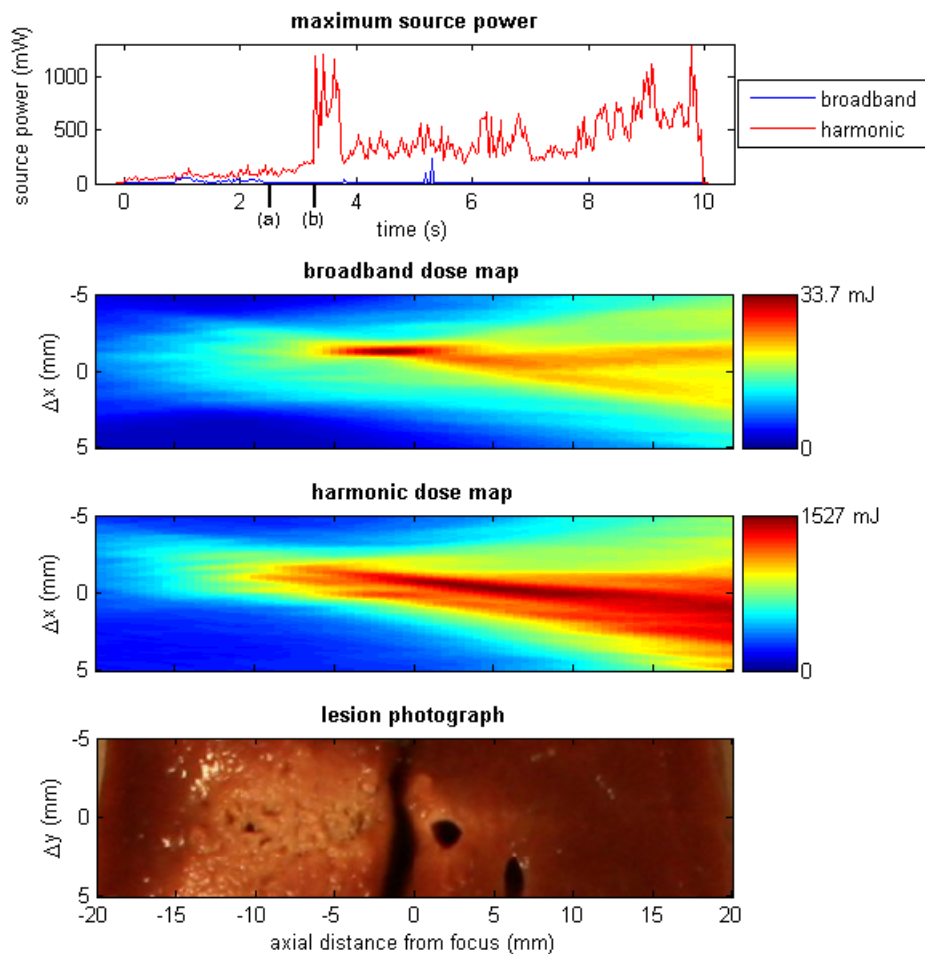 maximum source power
source power (mW)
1000
500
0
0
2
4
6
8
10
(a)
(b)
time (s)
broadband
harmonic
broadband dose map
Δx (mm)
-5
0
5
33.7 mJ
0
harmonic dose map
Δx (mm)
-5
0
5
1527 mJ
0
lesion photograph
Δy (mm)
-5
0
5
-20
-15
-10
-5
0
5
10
15
20
axial distance from focus (mm)